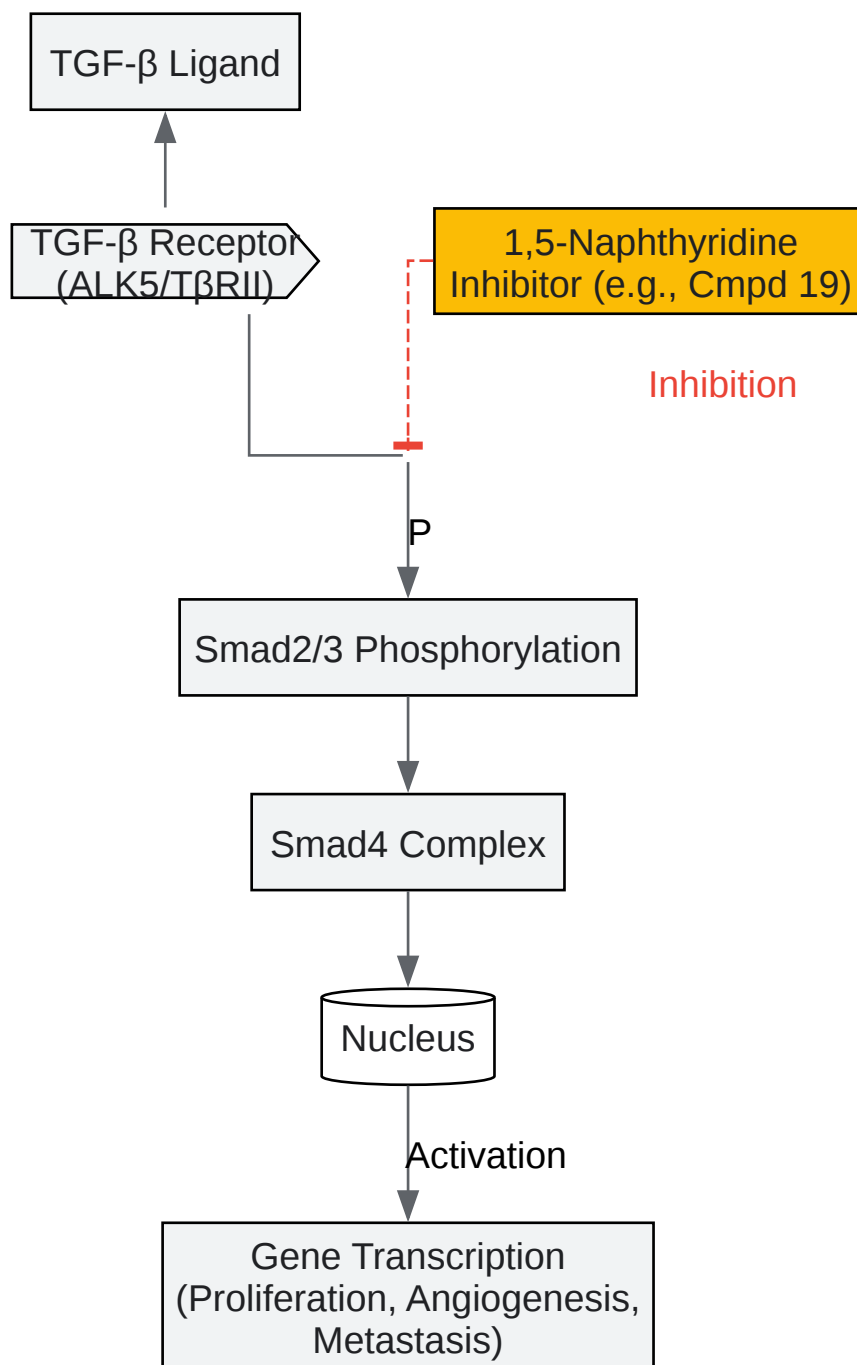 TGF-β Ligand
TGF-β Receptor
(ALK5/TβRII)
1,5-Naphthyridine
Inhibitor (e.g., Cmpd 19)
Inhibition
P
Smad2/3 Phosphorylation
Smad4 Complex
Nucleus
Activation
Gene Transcription
(Proliferation, Angiogenesis,
Metastasis)